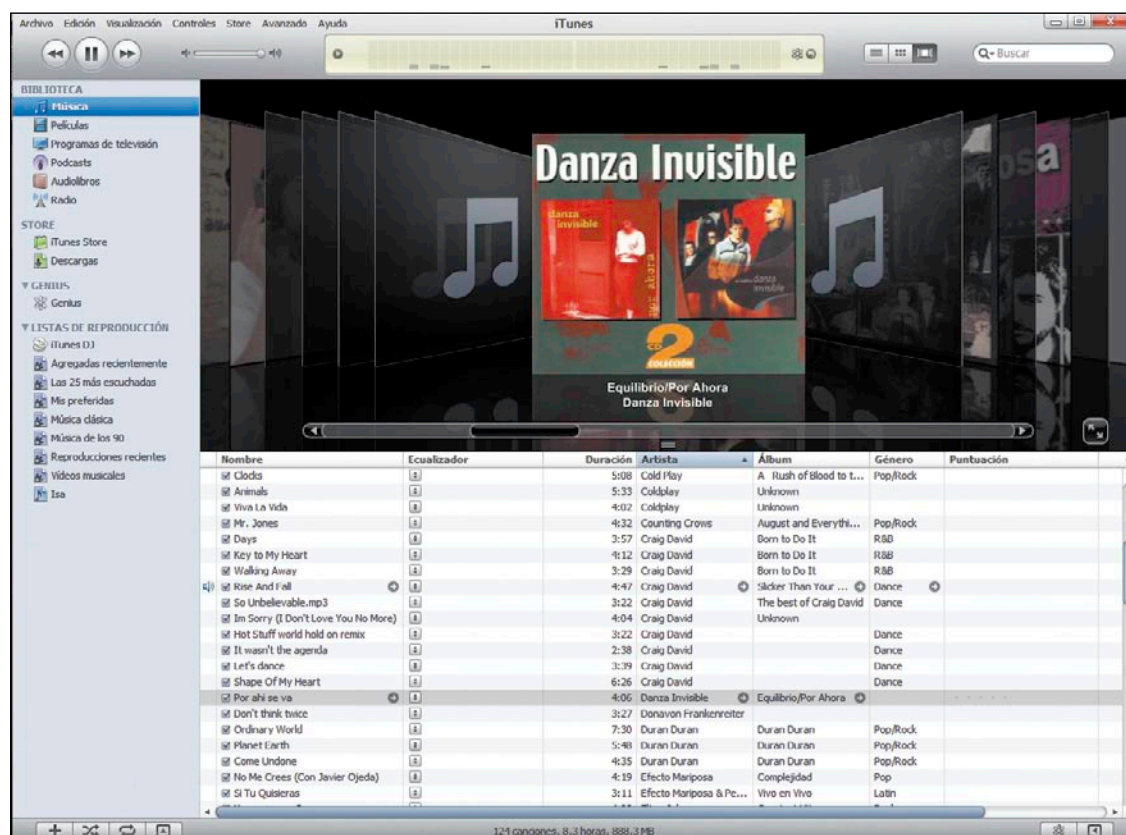 Archivo Edición Visualización Controles Store Avanzado Ayuda
iTunes
Buscar
BIBLIOTECA
Música
Películas
Programas de televisión
Podcasts
Audiolibros
Radio
STORE
iTunes Store
Descargas
GENIUS
Genius
LISTAS DE REPRODUCCIÓN
iTunes DJ
Agregadas recientemente
Las 25 más escuchadas
Mis preferidas
Música clásica
Música de los 90
Reproducciones recientes
Vídeos musicales
Isa
Danza Invisible
danza invisible
por ahora
danza invisible
CD 2 COLECCIÓN
Equilibrio/Por Ahora
Danza Invisible
osa
Nombre Ecualizador Duración Artista Álbum Género Puntuación
Clocks 5:08 Cold Play A Rush of Blood to t... Pop/Rock
Animals 5:33 Coldplay Unknown
Viva La Vida 4:02 Coldplay Unknown
Mr. Jones 4:32 Counting Crows August and Everythi... Pop/Rock
Days 3:57 Craig David Born to Do It R&B
Key to My Heart 4:12 Craig David Born to Do It R&B
Walking Away 3:29 Craig David Born to Do It R&B
Rise And Fall 4:47 Craig David Slicker Than Your ... Dance
So Unbelievable.mp3 3:22 Craig David The best of Craig David Dance
Im Sorry (I Don't Love You No More) 4:04 Craig David Unknown
Hot Stuff world hold on remix 3:22 Craig David Dance
It wasn't the agenda 2:38 Craig David Dance
Let's dance 3:39 Craig David Dance
Shape Of My Heart 6:26 Craig David Dance
Por ahi se va 4:06 Danza Invisible Equilibrio/Por Ahora
Don't think twice 3:27 Donavon Frankenreiter
Ordinary World 7:30 Duran Duran Duran Duran Pop/Rock
Planet Earth 5:48 Duran Duran Duran Duran Pop/Rock
Come Undone 4:35 Duran Duran Duran Duran Pop/Rock
No Me Crees (Con Javier Ojeda) 4:19 Efecto Mariposa Complejidad Pop
Si Tu Quisieras 3:11 Efecto Mariposa & Pe... Vivo en Vivo Latin
124 canciones, 8.3 horas, 888.3 MB